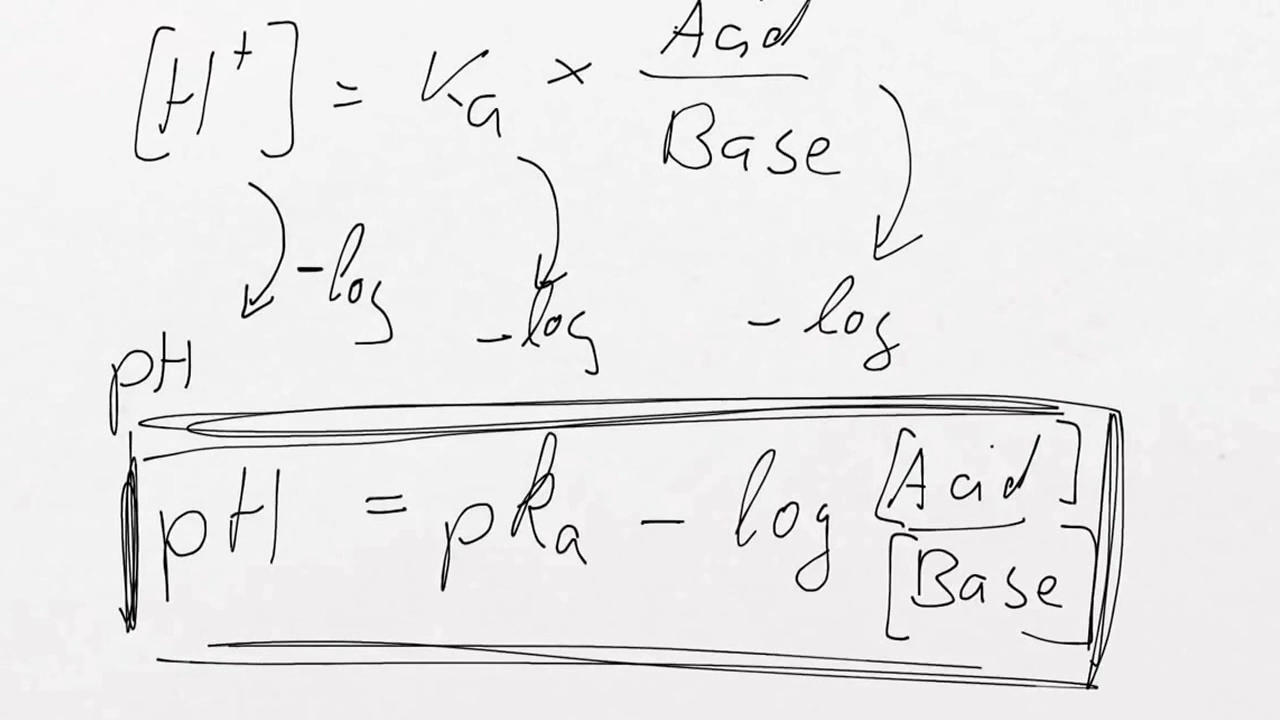 [H⁺] = Ka × Acid / Base
-log -log -log
pH
pH = pka - log [Acid] / [Base]